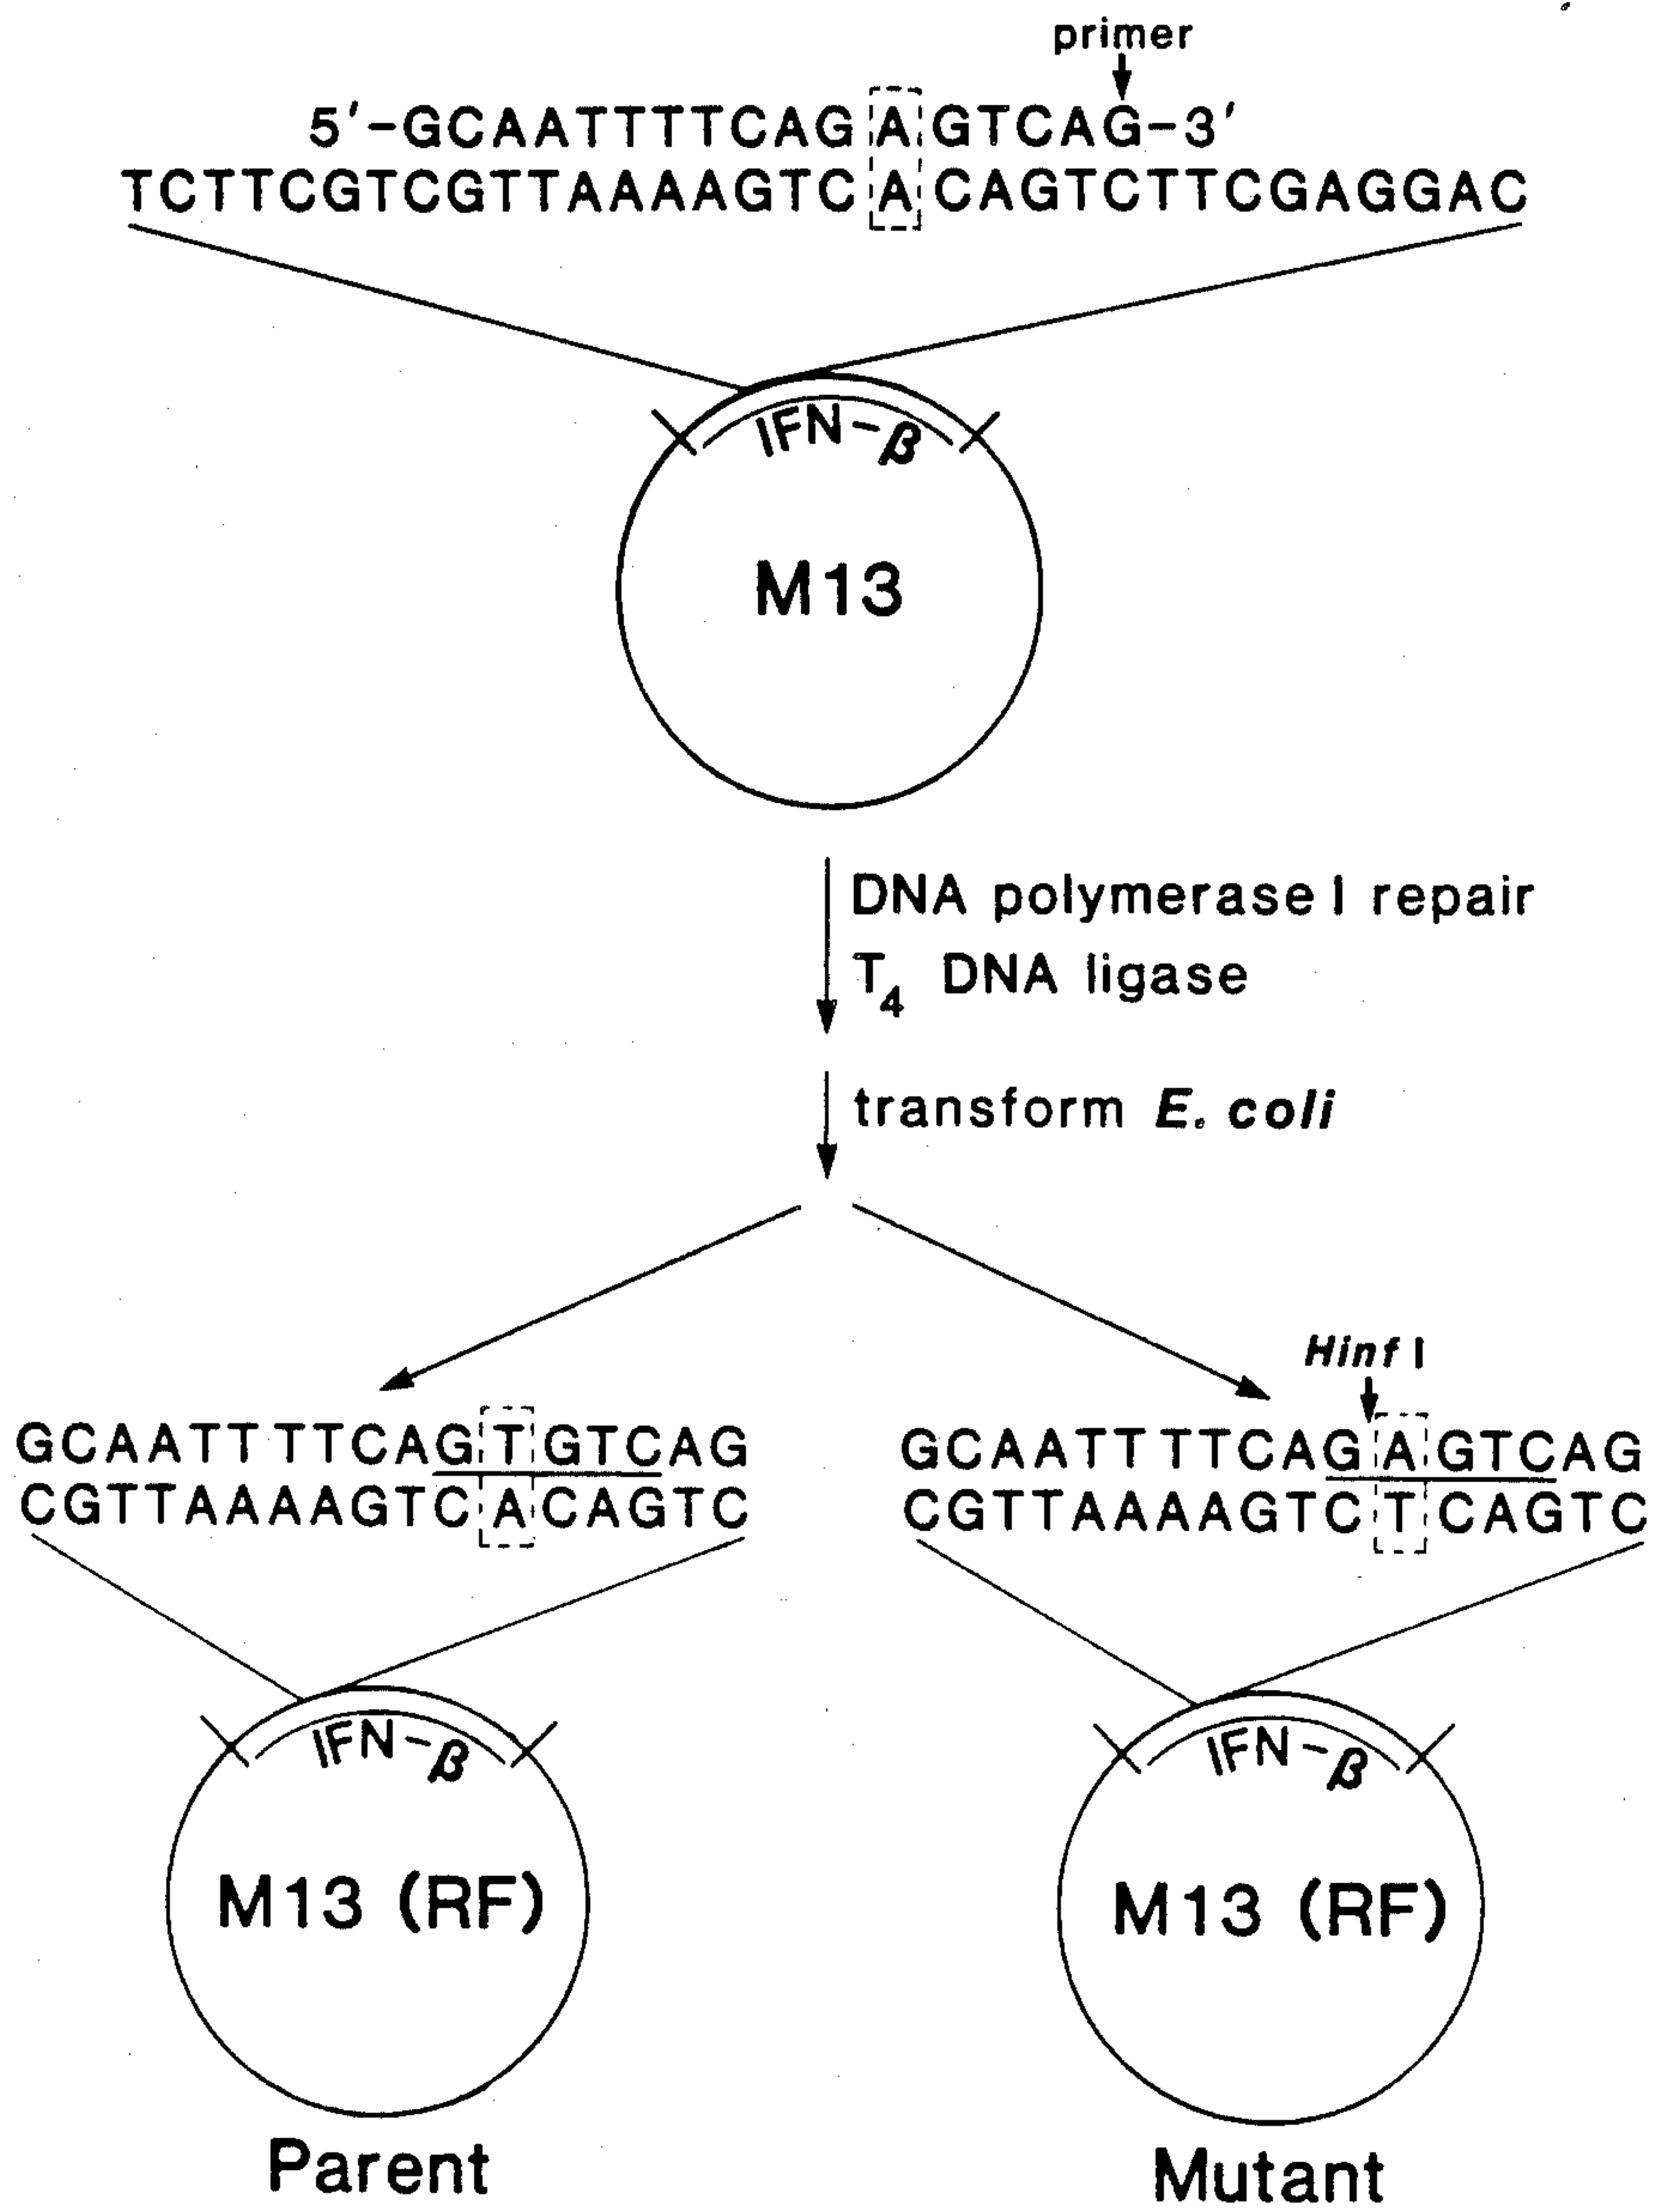 primer
5′-GCAATTTTCAGAGTCAG-3′
TCTTCGTCGTTAAAAGTCACAGTCTTCGAGGAC
IFN-β
M13
DNA polymerase I repair
T4 DNA ligase
transform E. coli
Hinf I
GCAATTTTCAGTGTCAG
CGTTAAAAGTCACAGTC
GCAATTTTCAGAGTCAG
CGTTAAAAGTCTCAGTC
IFN-β
IFN-β
M13 (RF)
M13 (RF)
Parent
Mutant